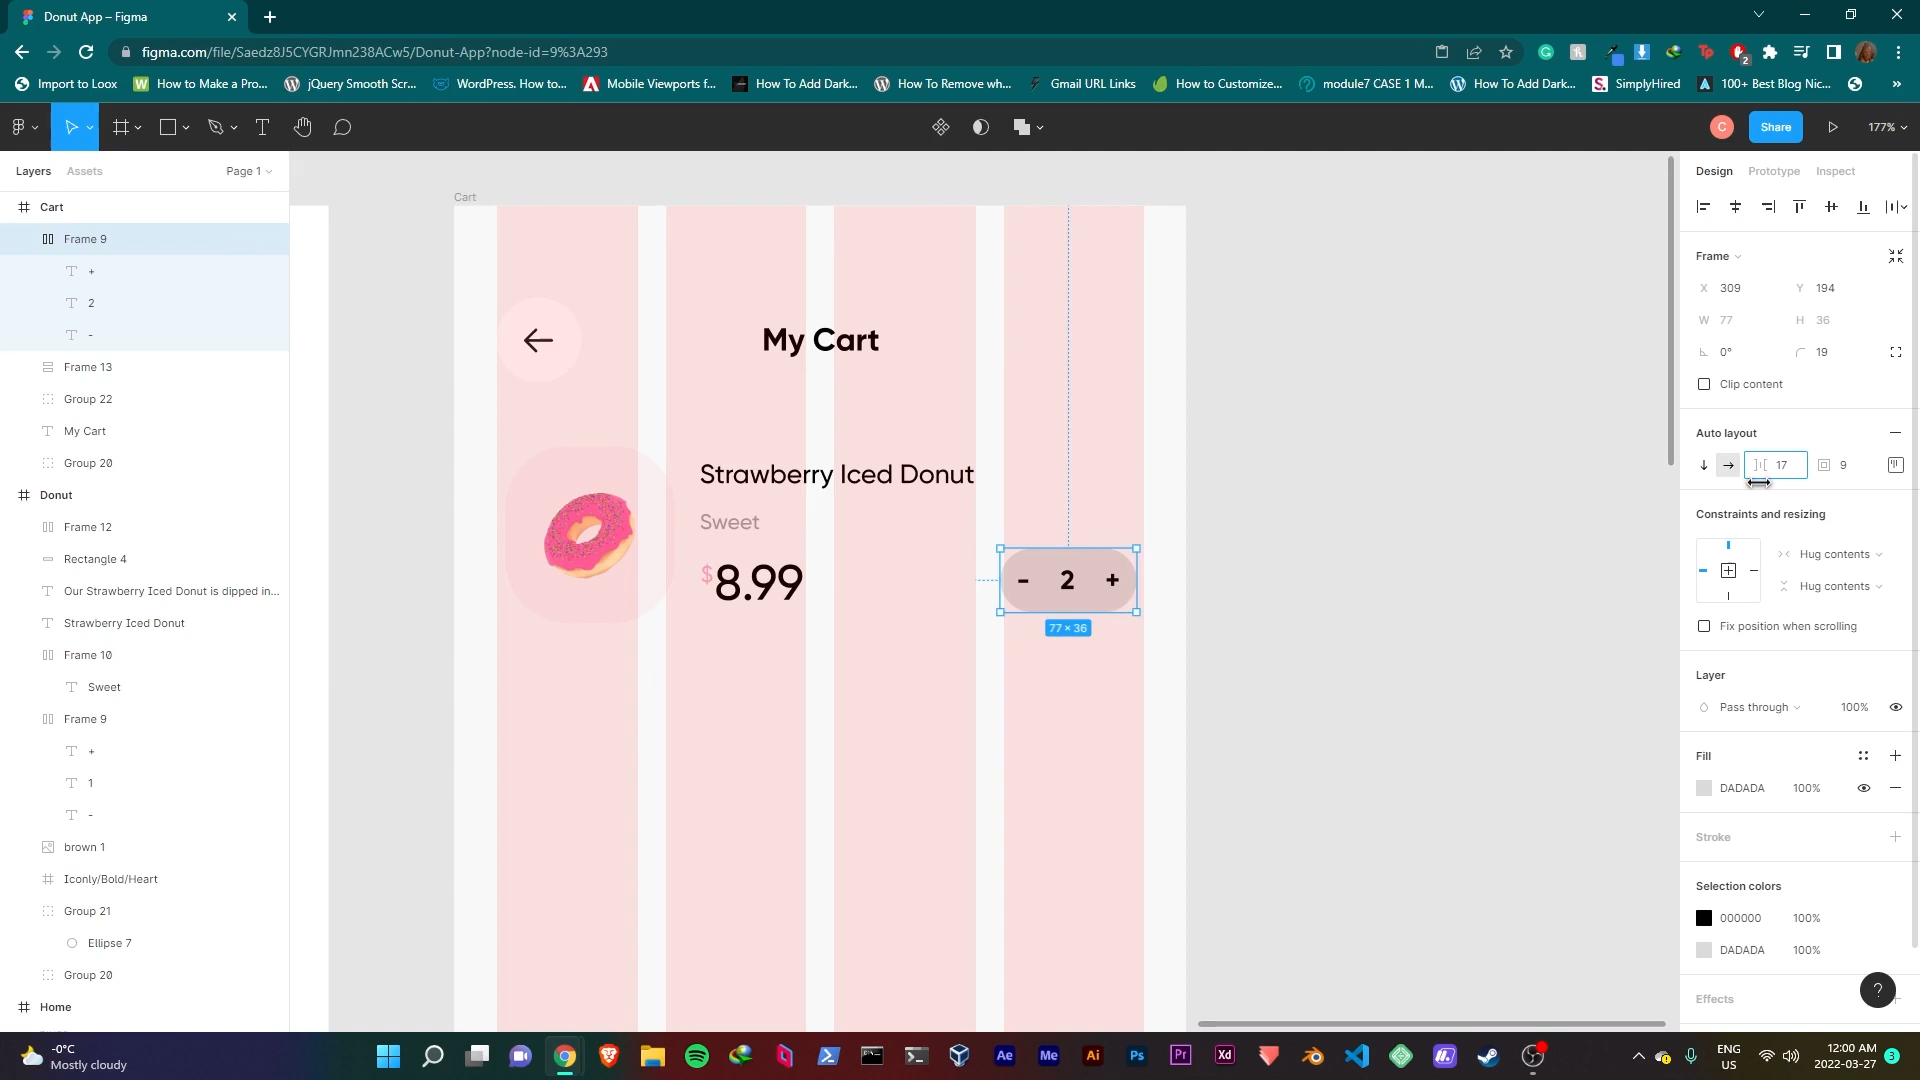 Donut App – Figma
figma.com/file/Saedz8J5CYGRJmn238ACw5/Donut-App?node-id=9%3A293
Import to Loox
How to Make a Pro...
jQuery Smooth Scr...
WordPress. How to...
Mobile Viewports f...
How To Add Dark...
How To Remove wh...
Gmail URL Links
How to Customize...
module7 CASE 1 M...
How To Add Dark...
SimplyHired
100+ Best Blog Nic...
C
Share
177%
Layers
Assets
Page 1
Cart
Frame 9
+
2
-
Frame 13
Group 22
My Cart
Group 20
Donut
Frame 12
Rectangle 4
Our Strawberry Iced Donut is dipped in...
Strawberry Iced Donut
Frame 10
Sweet
Frame 9
+
1
-
brown 1
Iconly/Bold/Heart
Group 21
Ellipse 7
Group 20
Home
Cart
My Cart
Strawberry Iced Donut
Sweet
$8.99
- 2 +
77 × 36
Design
Prototype
Inspect
Frame
X 309
Y 194
W 77
H 36
0°
19
Clip content
Auto layout
17
9
Constraints and resizing
Hug contents
Hug contents
Fix position when scrolling
Layer
Pass through
100%
Fill
DADADA
100%
Stroke
Selection colors
000000
100%
DADADA
100%
Effects
?
-0°C
Mostly cloudy
Ae
Me
Ai
Ps
Pr
Xd
ENG
US
12:00 AM
2022-03-27
3